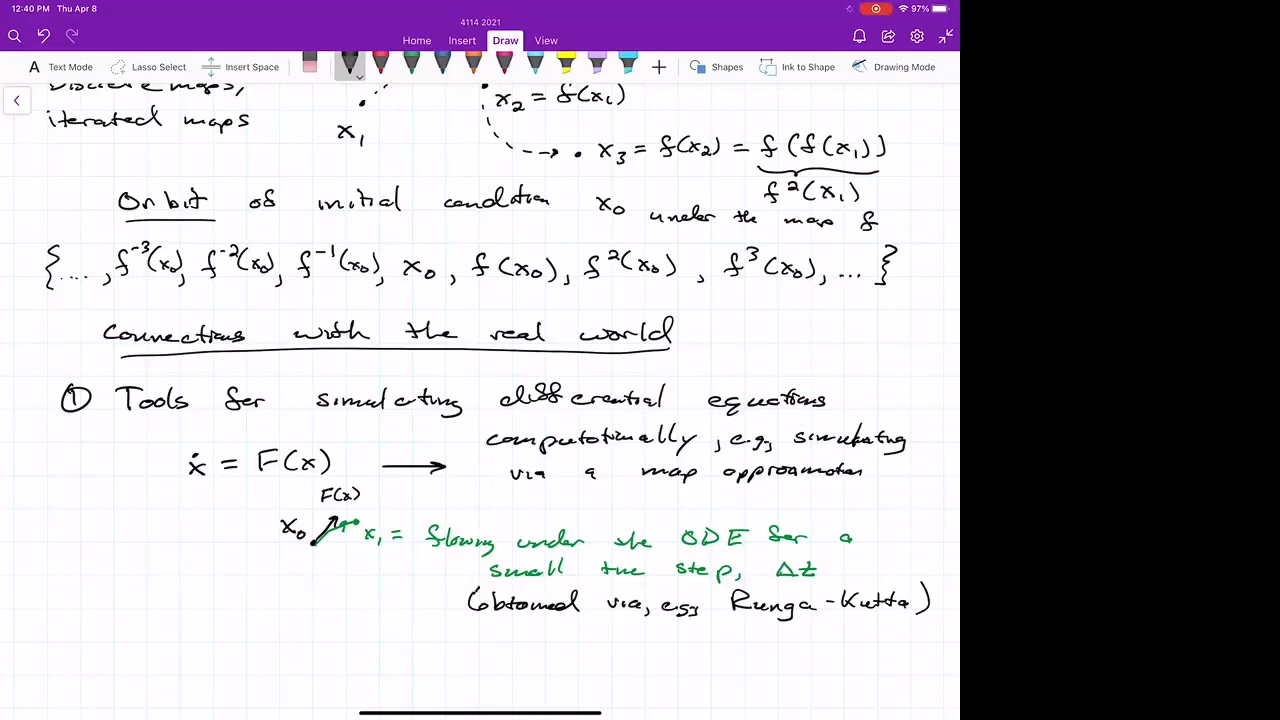 12:40 PM Thu Apr 8
97%
4114 2021
Home Insert Draw View
Text Mode Lasso Select Insert Space Shapes Ink to Shape Drawing Mode
Discrete maps,
iterated maps
x₁
x₂ = f(x₁)
x₃ = f(x₂) = f(f(x₁))
f²(x₁)
Orbit of initial condition x₀ under the map f
{..., f⁻³(x₀), f⁻²(x₀), f⁻¹(x₀), x₀, f(x₀), f²(x₀), f³(x₀), ...}
Connections with the real world
① Tools for simulating differential equations
computationally, e.g., simulating
ẋ = F(x) → via a map approximation
F(x)
x₀ x₁ = flowing under the ODE for a
small time step, Δt
(obtained via, e.g., Runga-Kutta)